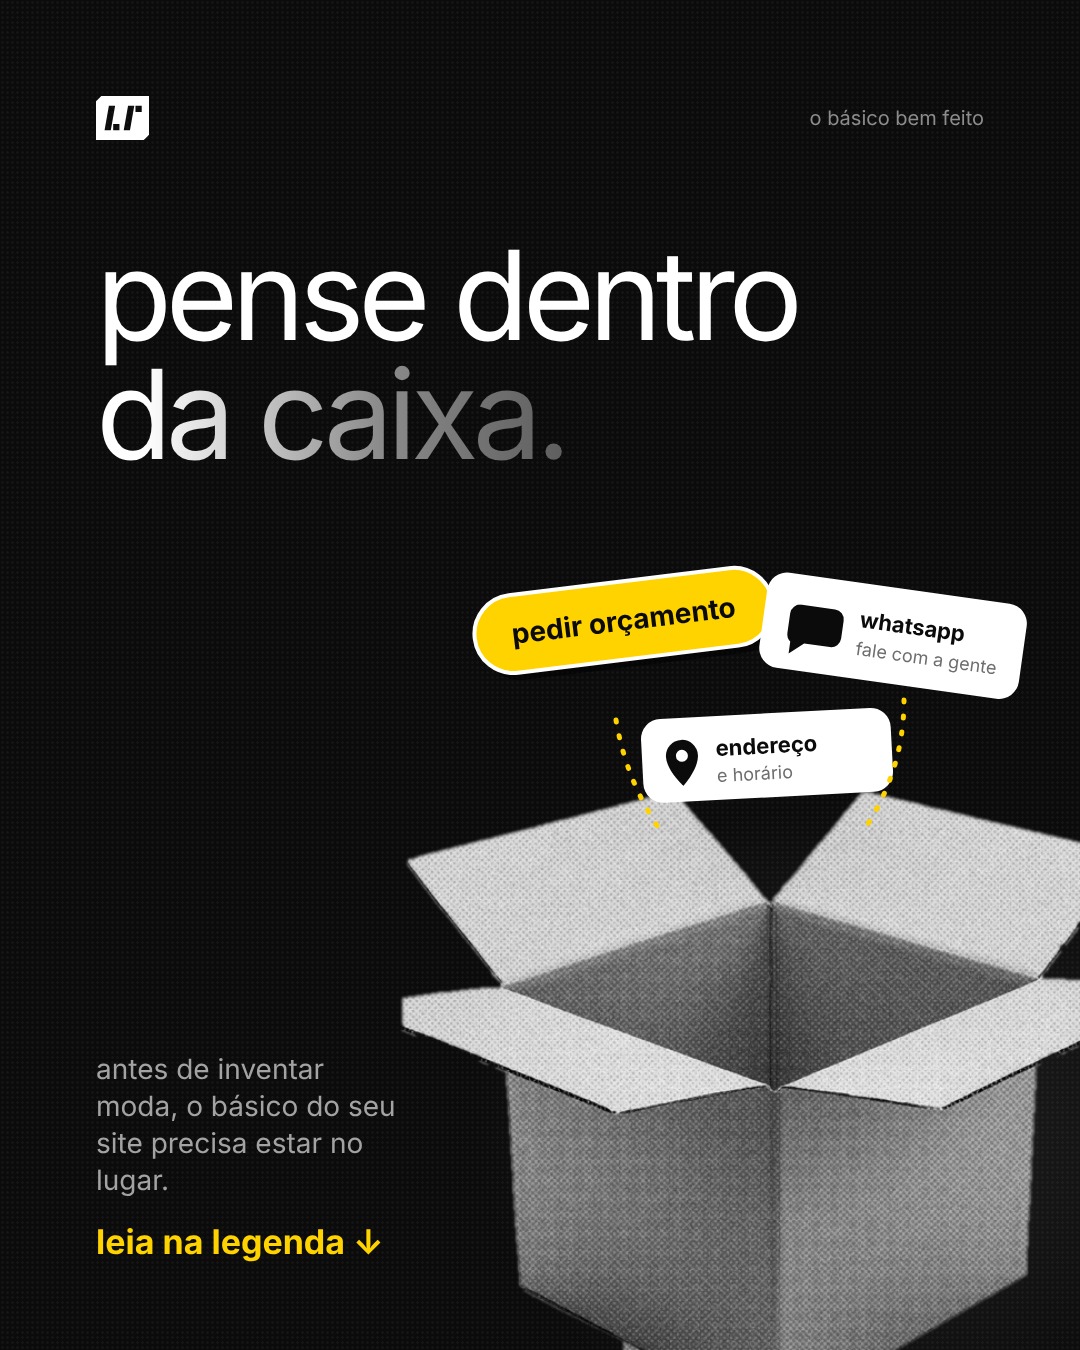 o básico bem feito
pense dentro
da caixa.
pedir orçamento
whatsapp
fale com a gente
endereço
e horário
antes de inventar
moda, o básico do seu
site precisa estar no
lugar.
leia na legenda ↓